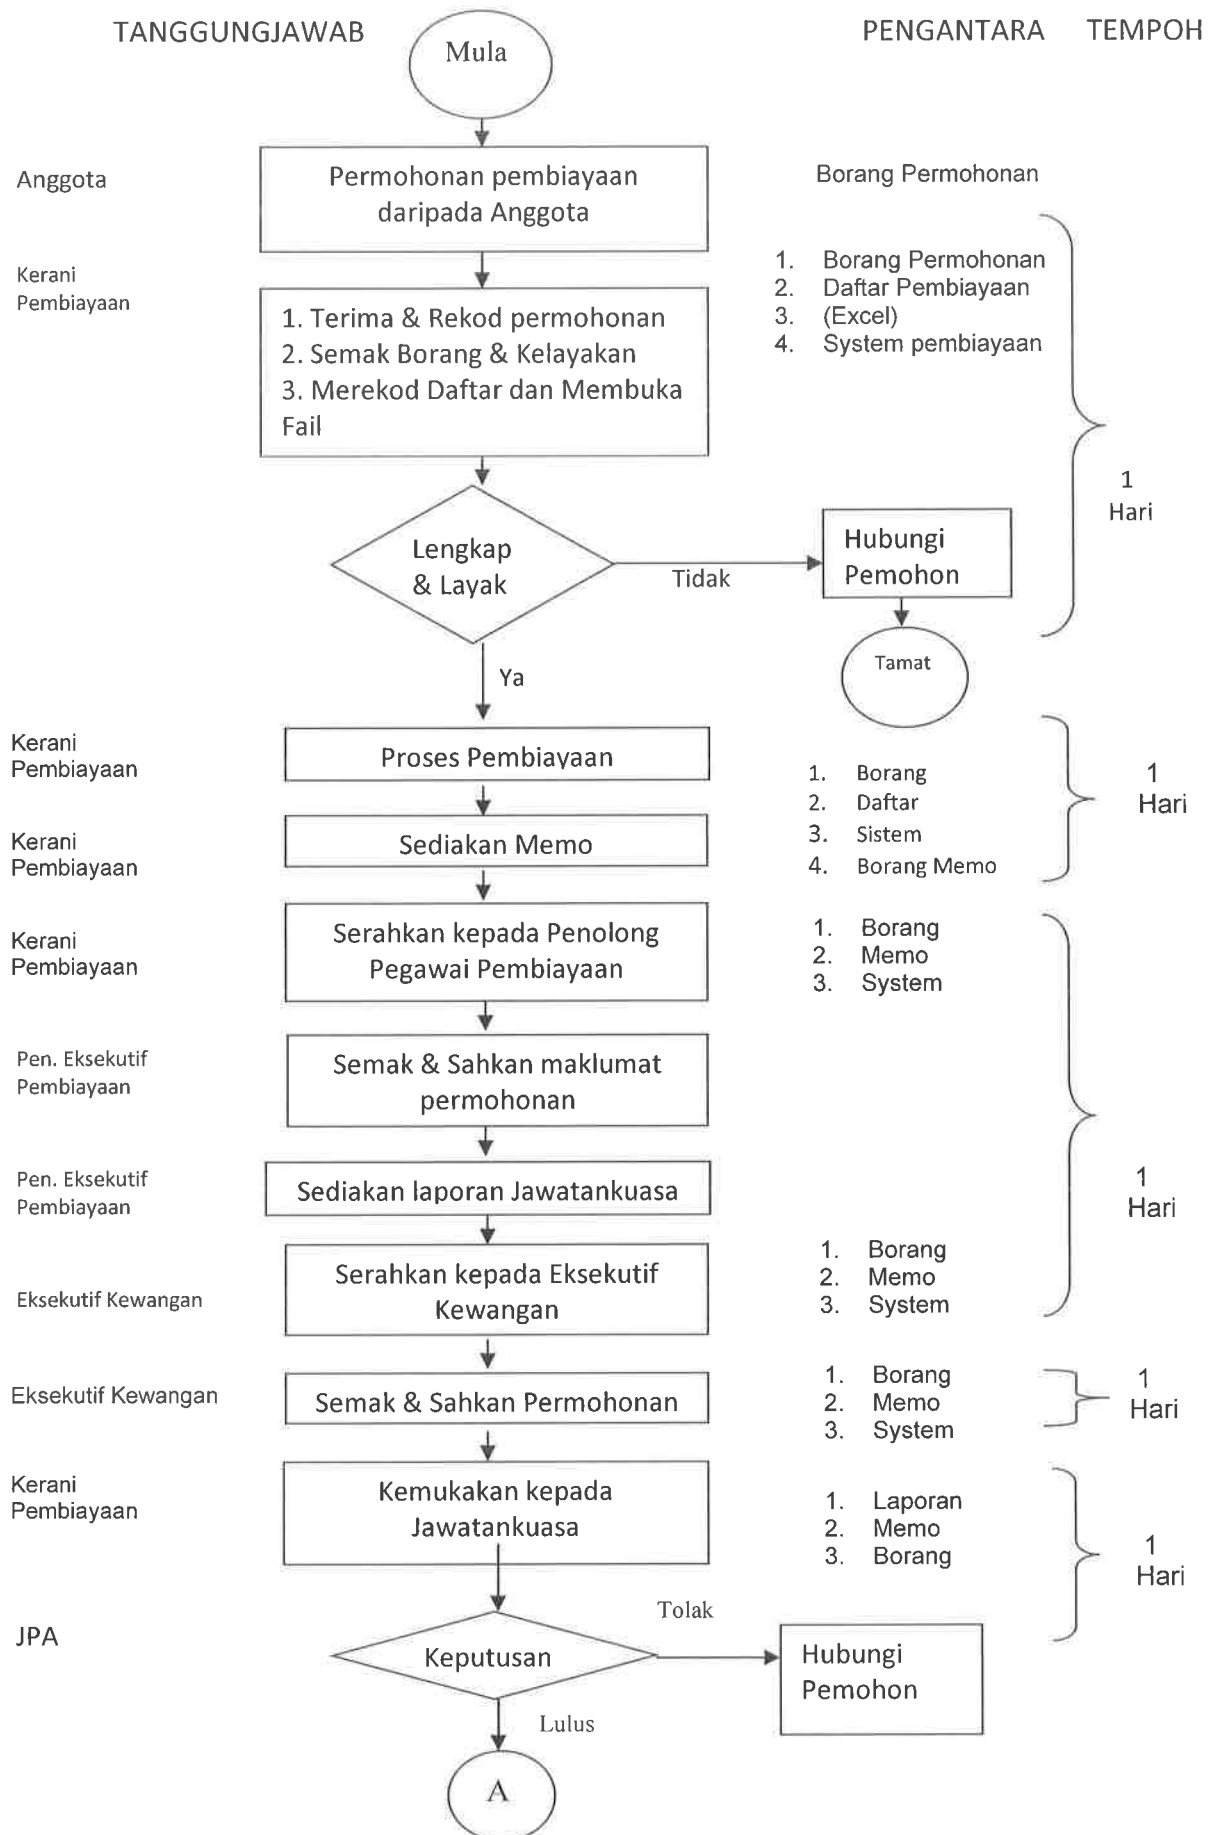 TANGGUNGJAWAB
Mula
PENGANTARA
TEMPOH
Anggota
Permohonan pembiayaan
daripada Anggota
Borang Permohonan
Kerani
Pembiayaan
1. Terima & Rekod permohonan
2. Semak Borang & Kelayakan
3. Merekod Daftar dan Membuka
Fail
1. Borang Permohonan
2. Daftar Pembiayaan
3. (Excel)
4. System pembiayaan
1
Hari
Lengkap
& Layak
Tidak
Hubungi
Pemohon
Tamat
Ya
Kerani
Pembiayaan
Proses Pembiayaan
1. Borang
2. Daftar
3. Sistem
4. Borang Memo
1
Hari
Kerani
Pembiayaan
Sediakan Memo
Kerani
Pembiayaan
Serahkan kepada Penolong
Pegawai Pembiayaan
1. Borang
2. Memo
3. System
Pen. Eksekutif
Pembiayaan
Semak & Sahkan maklumat
permohonan
Pen. Eksekutif
Pembiayaan
Sediakan laporan Jawatankuasa
1
Hari
Eksekutif Kewangan
Serahkan kepada Eksekutif
Kewangan
1. Borang
2. Memo
3. System
Eksekutif Kewangan
Semak & Sahkan Permohonan
1. Borang
2. Memo
3. System
1
Hari
Kerani
Pembiayaan
Kemukakan kepada
Jawatankuasa
1. Laporan
2. Memo
3. Borang
1
Hari
JPA
Keputusan
Tolak
Hubungi
Pemohon
Lulus
A